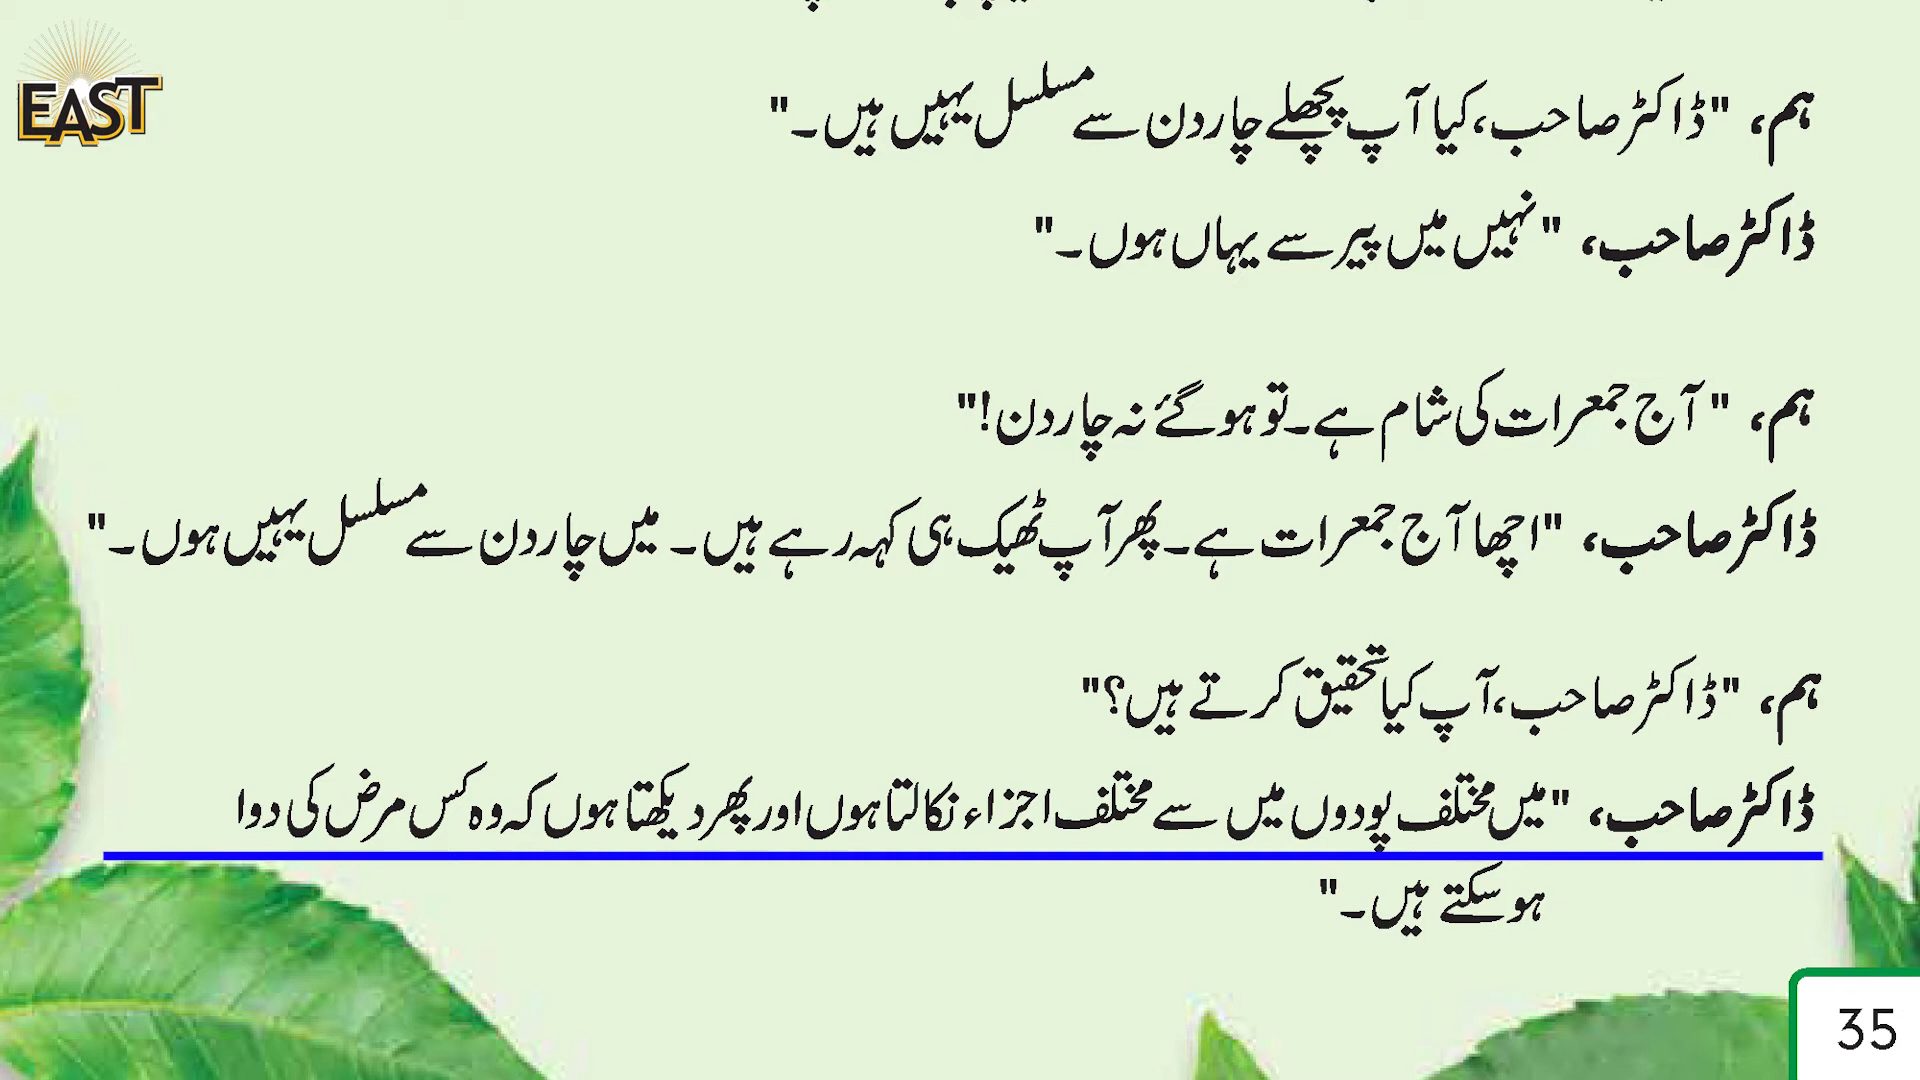 EAST
ہم، "ڈاکٹر صاحب، کیا آپ پچھلے چار دن سے مسلسل یہیں ہیں۔"
ڈاکٹر صاحب، "نہیں میں پیر سے یہاں ہوں۔"
ہم، "آج جمعرات کی شام ہے۔ تو ہو گئے نہ چار دن!"
ڈاکٹر صاحب، "اچھا آج جمعرات ہے۔ پھر آپ ٹھیک ہی کہہ رہے ہیں۔ میں چار دن سے مسلسل یہیں ہوں۔"
ہم، "ڈاکٹر صاحب، آپ کیا تحقیق کرتے ہیں؟"
ڈاکٹر صاحب، "میں مختلف پودوں میں سے مختلف اجزاء نکالتا ہوں اور پھر دیکھتا ہوں کہ وہ کس مرض کی دوا
ہو سکتے ہیں۔"
35